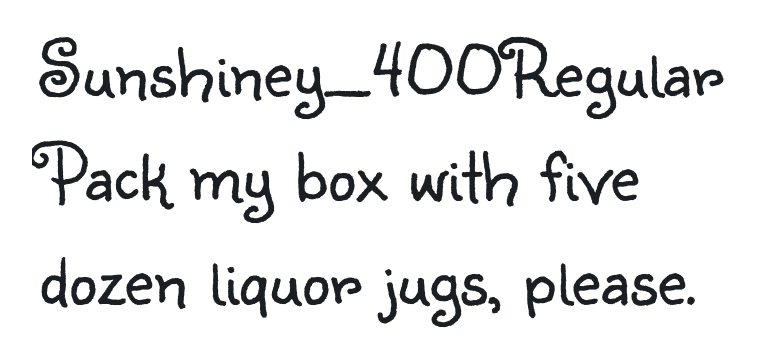 Sunshiney_400Regular
Pack my box with five
dozen liquor jugs, please.